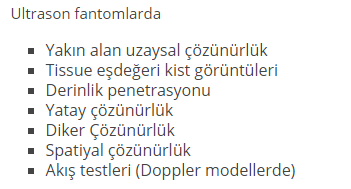 Ultrason fantomlarda
Yakın alan uzaysal çözünürlük
Tissue eşdeğeri kist görüntüleri
Derinlik penetrasyonu
Yatay çözünürlük
Diker Çözünürlük
Spatiyal çözünürlük
Akış testleri (Doppler modellerde)